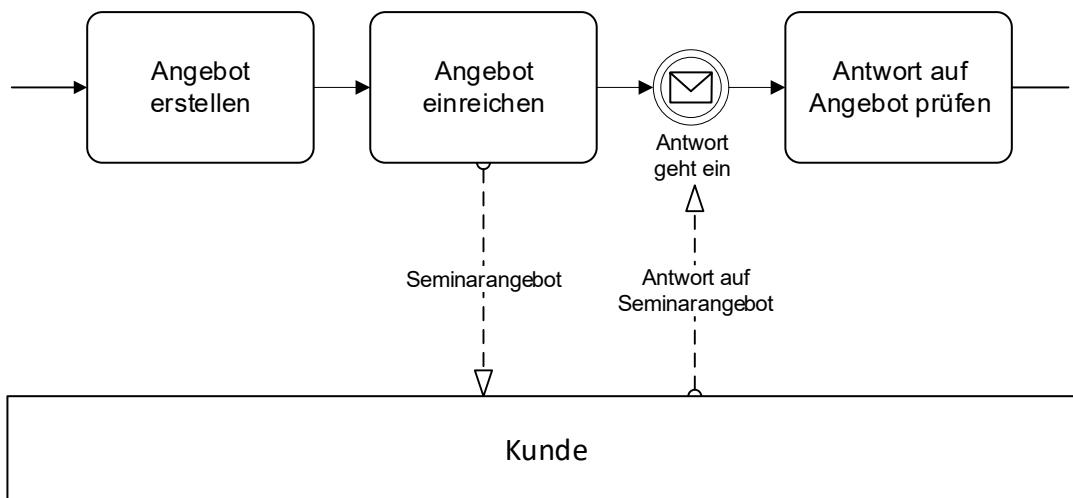 Angebot
erstellen
Angebot
einreichen
Antwort
geht ein
Antwort auf
Angebot prüfen
Seminarangebot
Antwort auf
Seminarangebot
Kunde